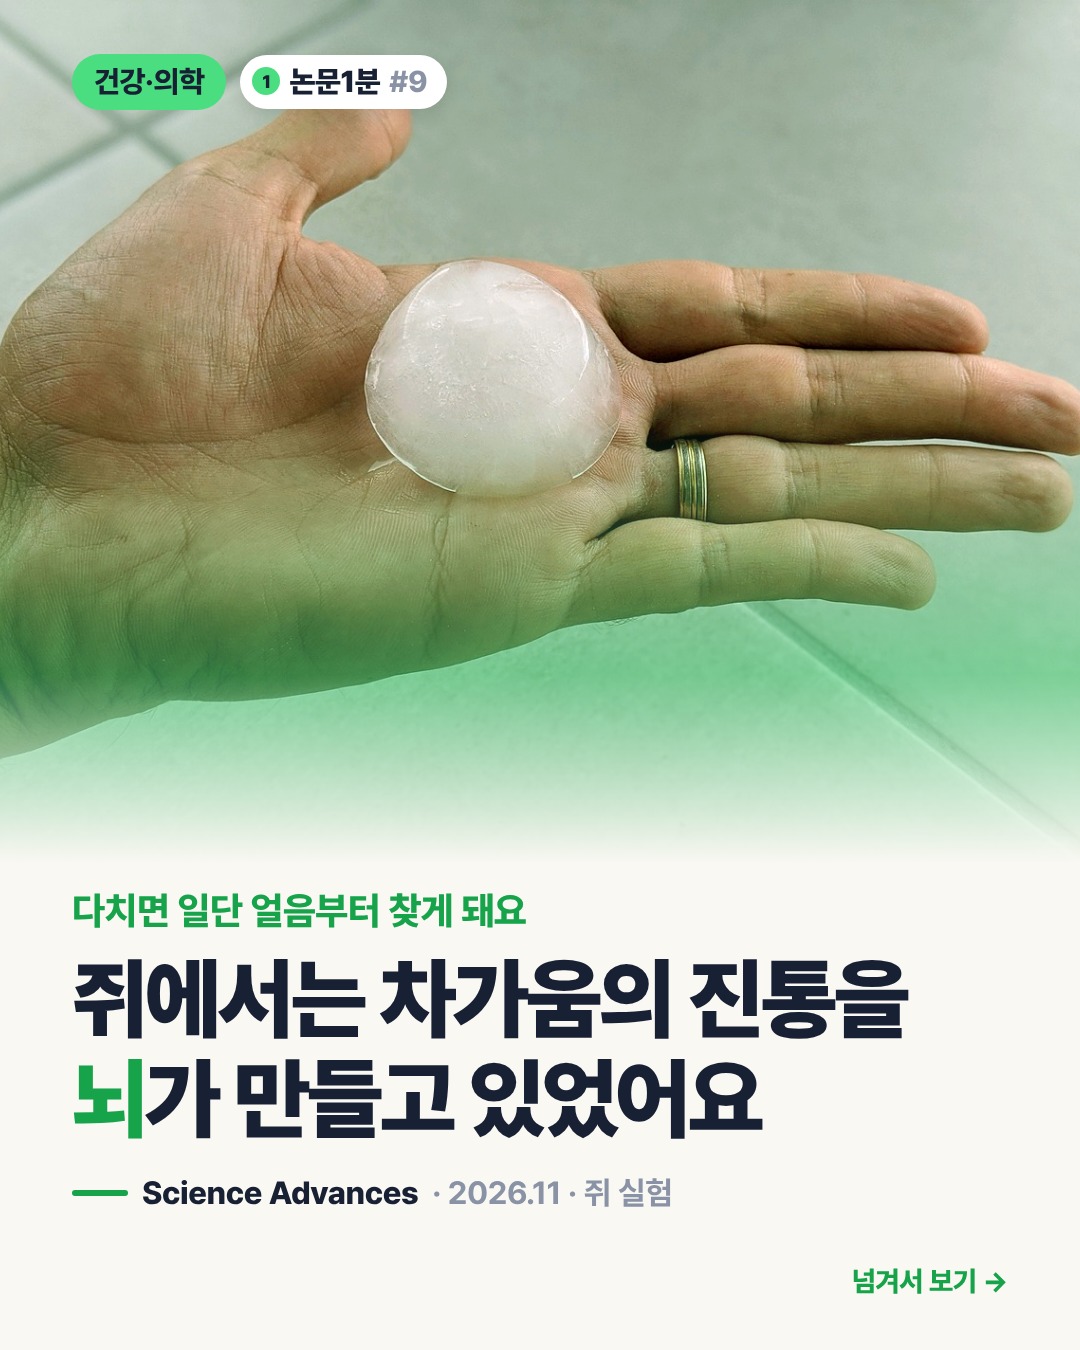 건강·의학
1 논문1분 #9
다치면 일단 얼음부터 찾게 돼요
쥐에서는 차가움의 진통을
뇌가 만들고 있었어요
Science Advances · 2026.11 · 쥐 실험
넘겨서 보기 →